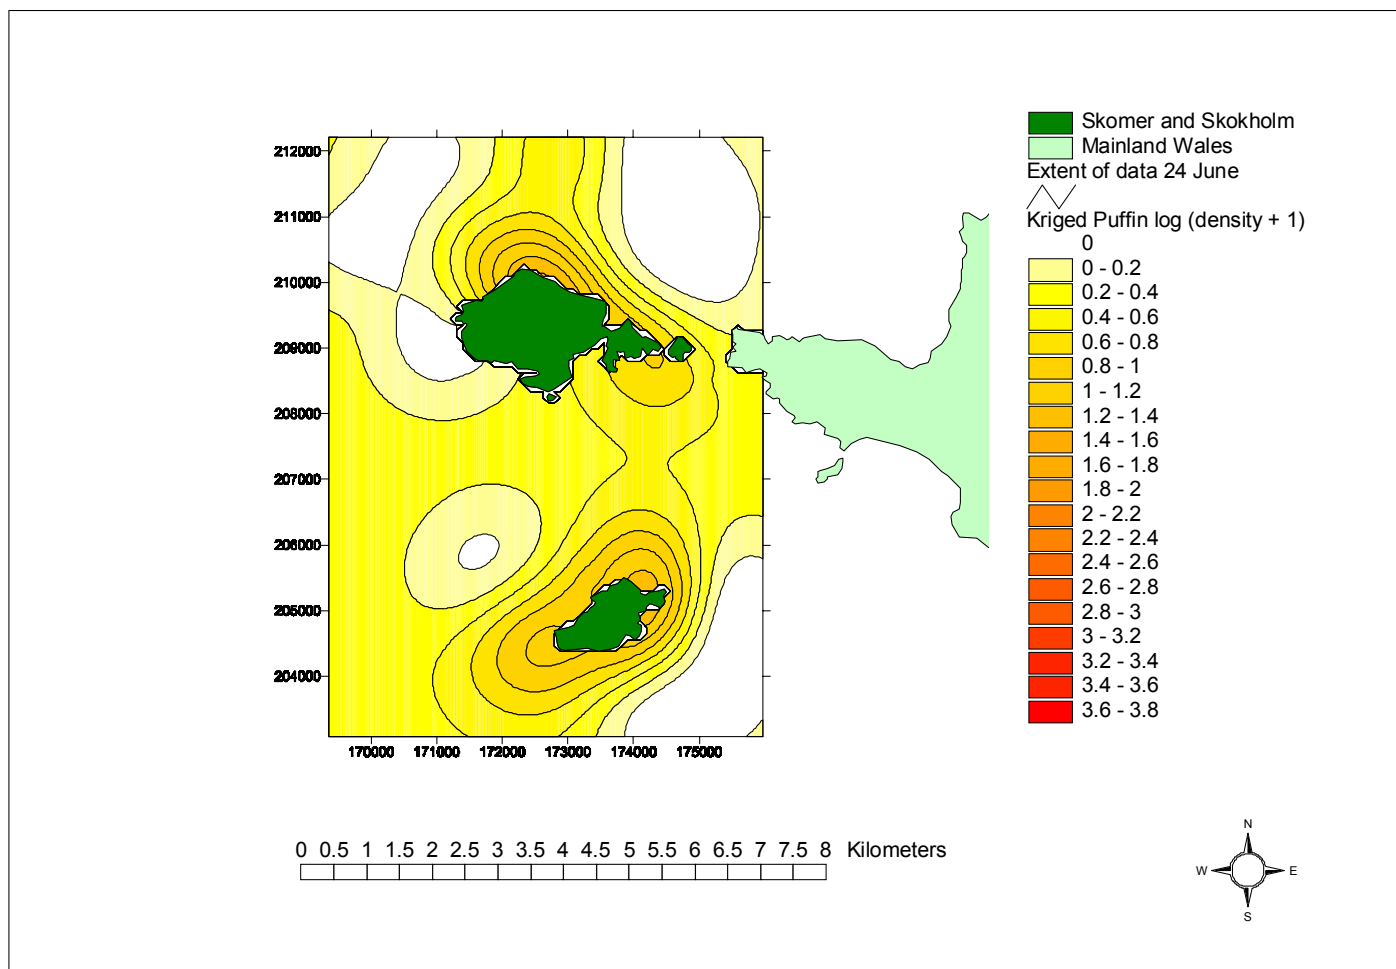 Skomer and Skokholm
Mainland Wales
Extent of data 24 June
Kriged Puffin log (density + 1)
0
0 - 0.2
0.2 - 0.4
0.4 - 0.6
0.6 - 0.8
0.8 - 1
1 - 1.2
1.2 - 1.4
1.4 - 1.6
1.6 - 1.8
1.8 - 2
2 - 2.2
2.2 - 2.4
2.4 - 2.6
2.6 - 2.8
2.8 - 3
3 - 3.2
3.2 - 3.4
3.4 - 3.6
3.6 - 3.8
212000
211000
210000
209000
208000
207000
206000
205000
204000
170000 171000 172000 173000 174000 175000
0 0.5 1 1.5 2 2.5 3 3.5 4 4.5 5 5.5 6 6.5 7 7.5 8 Kilometers
N
W E
S